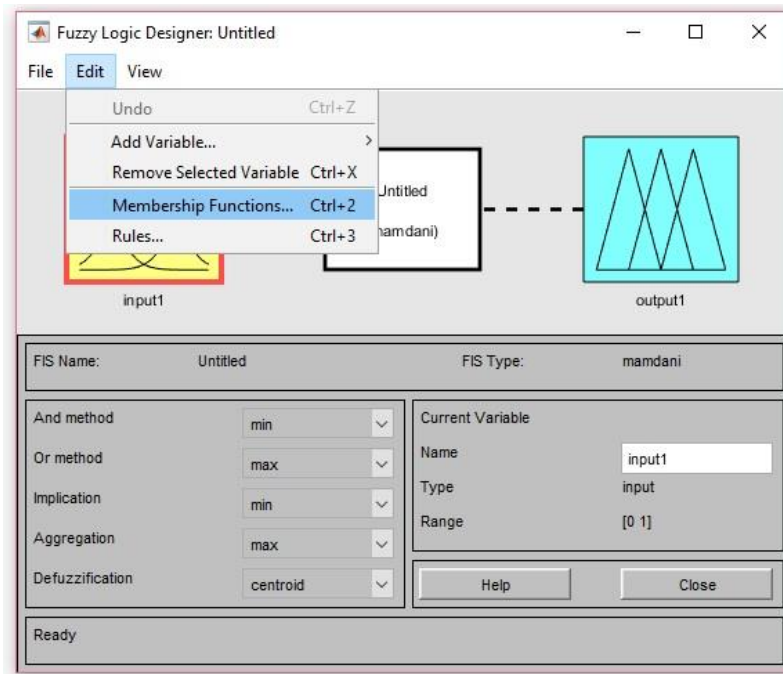 Fuzzy Logic Designer: Untitled
File Edit View
Undo Ctrl+Z
Add Variable...
Remove Selected Variable Ctrl+X
Membership Functions... Ctrl+2
Rules... Ctrl+3
Untitled
mamdani)
input1
output1
FIS Name: Untitled FIS Type: mamdani
And method min
Or method max
Implication min
Aggregation max
Defuzzification centroid
Current Variable
Name input1
Type input
Range [0 1]
Help Close
Ready